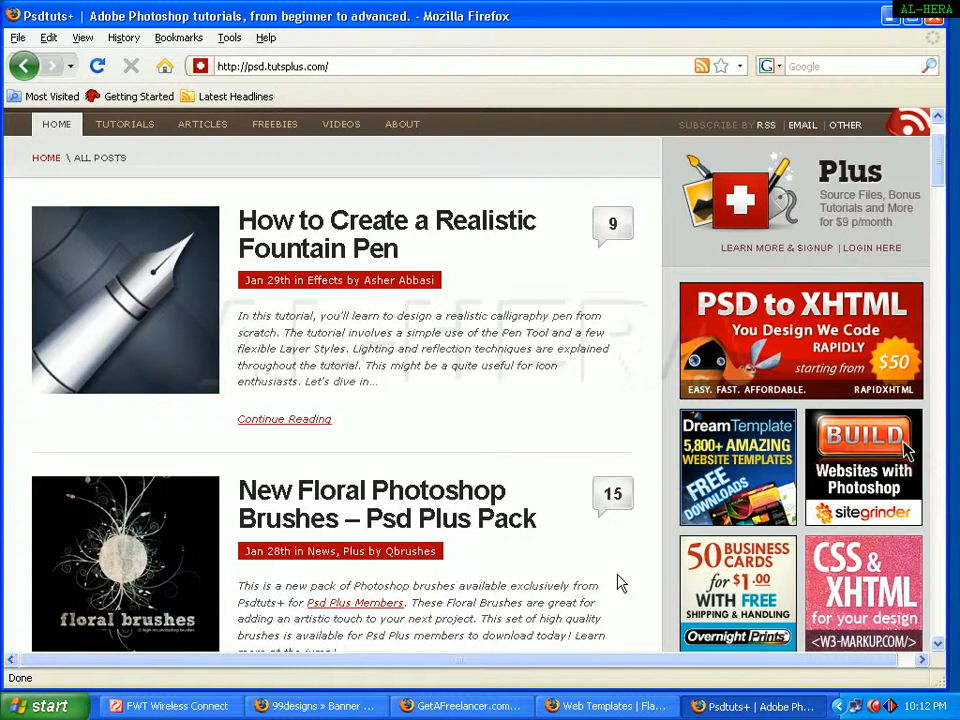 Psdtuts+ | Adobe Photoshop tutorials, from beginner to advanced. - Mozilla Firefox
AL-HERA
File Edit View History Bookmarks Tools Help
http://psd.tutsplus.com/
G Google
Most Visited Getting Started Latest Headlines
HOME TUTORIALS ARTICLES FREEBIES VIDEOS ABOUT
SUBSCRIBE BY RSS | EMAIL | OTHER
HOME \ ALL POSTS
How to Create a Realistic
Fountain Pen
9
Jan 29th in Effects by Asher Abbasi
In this tutorial, you'll learn to design a realistic calligraphy pen from
scratch. The tutorial involves a simple use of the Pen Tool and a few
flexible Layer Styles. Lighting and reflection techniques are explained
throughout the tutorial. This might be a quite useful for icon
enthusiasts. Let's dive in...
Continue Reading
AL-HERA
floral brushes
New Floral Photoshop
Brushes – Psd Plus Pack
15
Jan 28th in News, Plus by Qbrushes
This is a new pack of Photoshop brushes available exclusively from
Psdtuts+ for Psd Plus Members. These Floral Brushes are great for
adding an artistic touch to your next project. This set of high quality
brushes is available for Psd Plus members to download today! Learn
Plus
Source Files, Bonus
Tutorials and More
for $9 p/month
LEARN MORE & SIGNUP | LOGIN HERE
PSD to XHTML
You Design We Code
RAPIDLY
starting from $50
EASY. FAST. AFFORDABLE. RAPIDXHTML
DreamTemplate
5,800+ AMAZING
WEBSITE TEMPLATES
FREE
DOWNLOADS
BUILD
Websites with
Photoshop
sitegrinder
50 BUSINESS
CARDS
for $1.00
WITH FREE
SHIPPING & HANDLING
Overnight Prints
CSS &
XHTML
for your design
<W3-MARKUP.COM/>
Done
start
FWT Wireless Connect
99designs » Banner ...
GetAFreelancer.com...
Web Templates | Fla...
Psdtuts+ | Adobe Ph...
10:12 PM